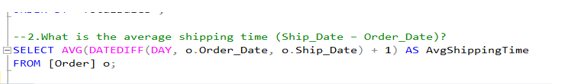 --2.What is the average shipping time (Ship_Date - Order_Date)?
SELECT AVG(DATEDIFF(DAY, o.Order_Date, o.Ship_Date) + 1) AS AvgShippingTime
FROM [Order] o;